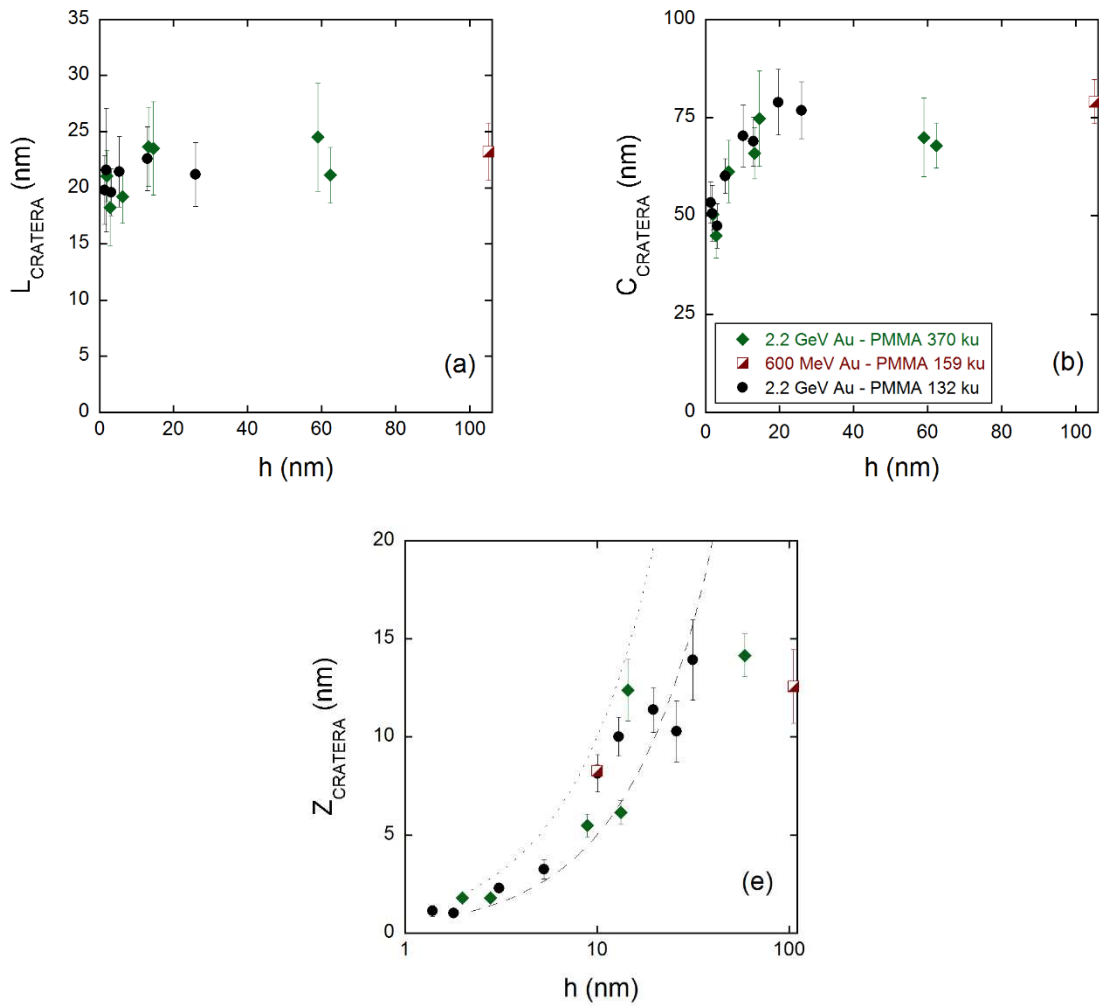 35
30
25
20
15
10
5
0
L_CRATERA (nm)
(a)
0 20 40 60 80 100
h (nm)
100
75
50
25
0
C_CRATERA (nm)
2.2 GeV Au - PMMA 370 ku
600 MeV Au - PMMA 159 ku
2.2 GeV Au - PMMA 132 ku
(b)
0 20 40 60 80 100
h (nm)
20
15
10
5
0
Z_CRATERA (nm)
(e)
1 10 100
h (nm)